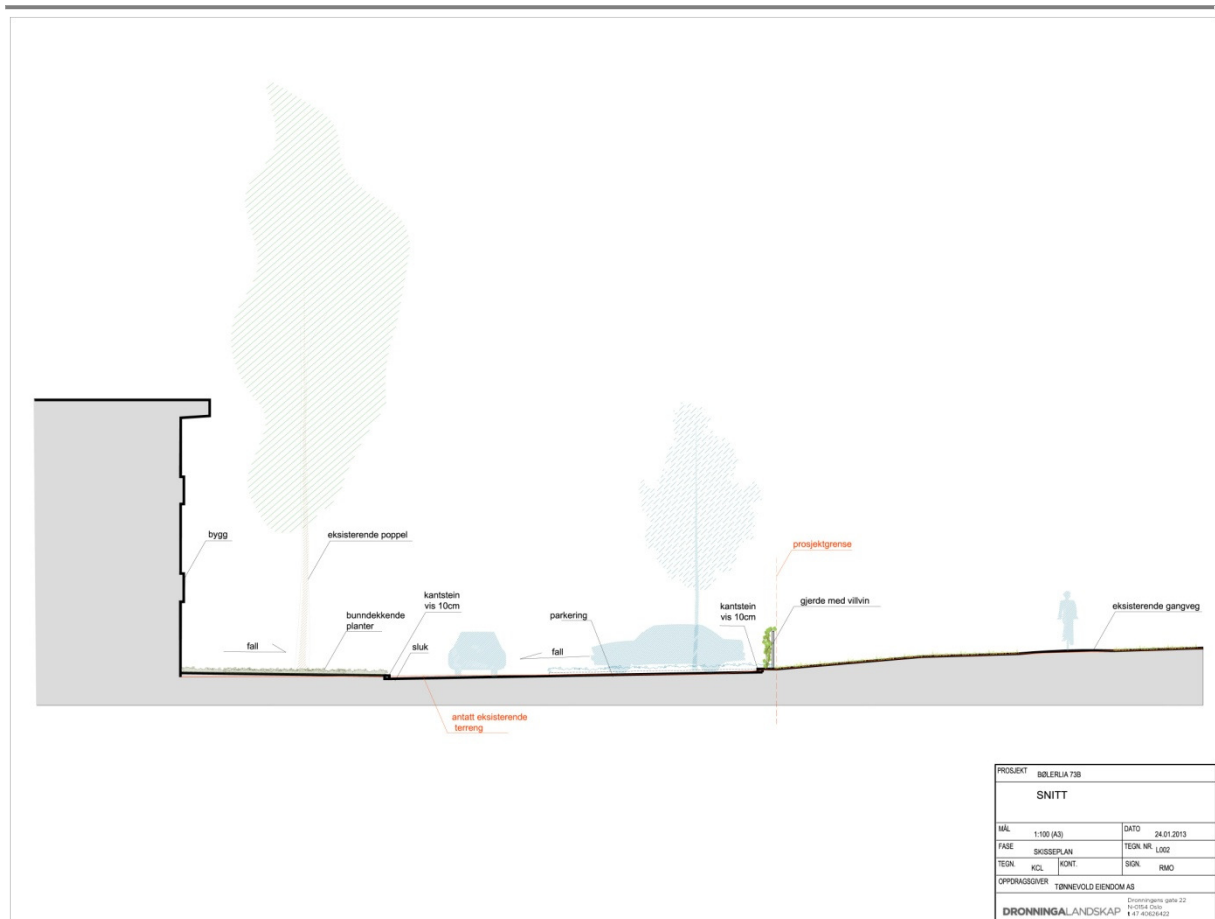 prosjektgrense
bygg
eksisterende poppel
kantstein
vis 10cm
kantstein
vis 10cm
gjerde med villvin
eksisterende gangveg
bunndekkende
planter
parkering
fall
sluk
fall
antatt eksisterende
terreng
PROSJEKT BØLERLIA 73B
SNITT
MÅL 1:100 (A3) DATO 24.01.2013
FASE SKISSEPLAN TEGN. NR. L002
TEGN. KCL KONT. SIGN. RMO
OPPDRAGSGIVER TØNNEVOLD EIENDOM AS
DRONNINGALANDSKAP
Dronningens gate 22
N-0154 Oslo
t 47 40626422